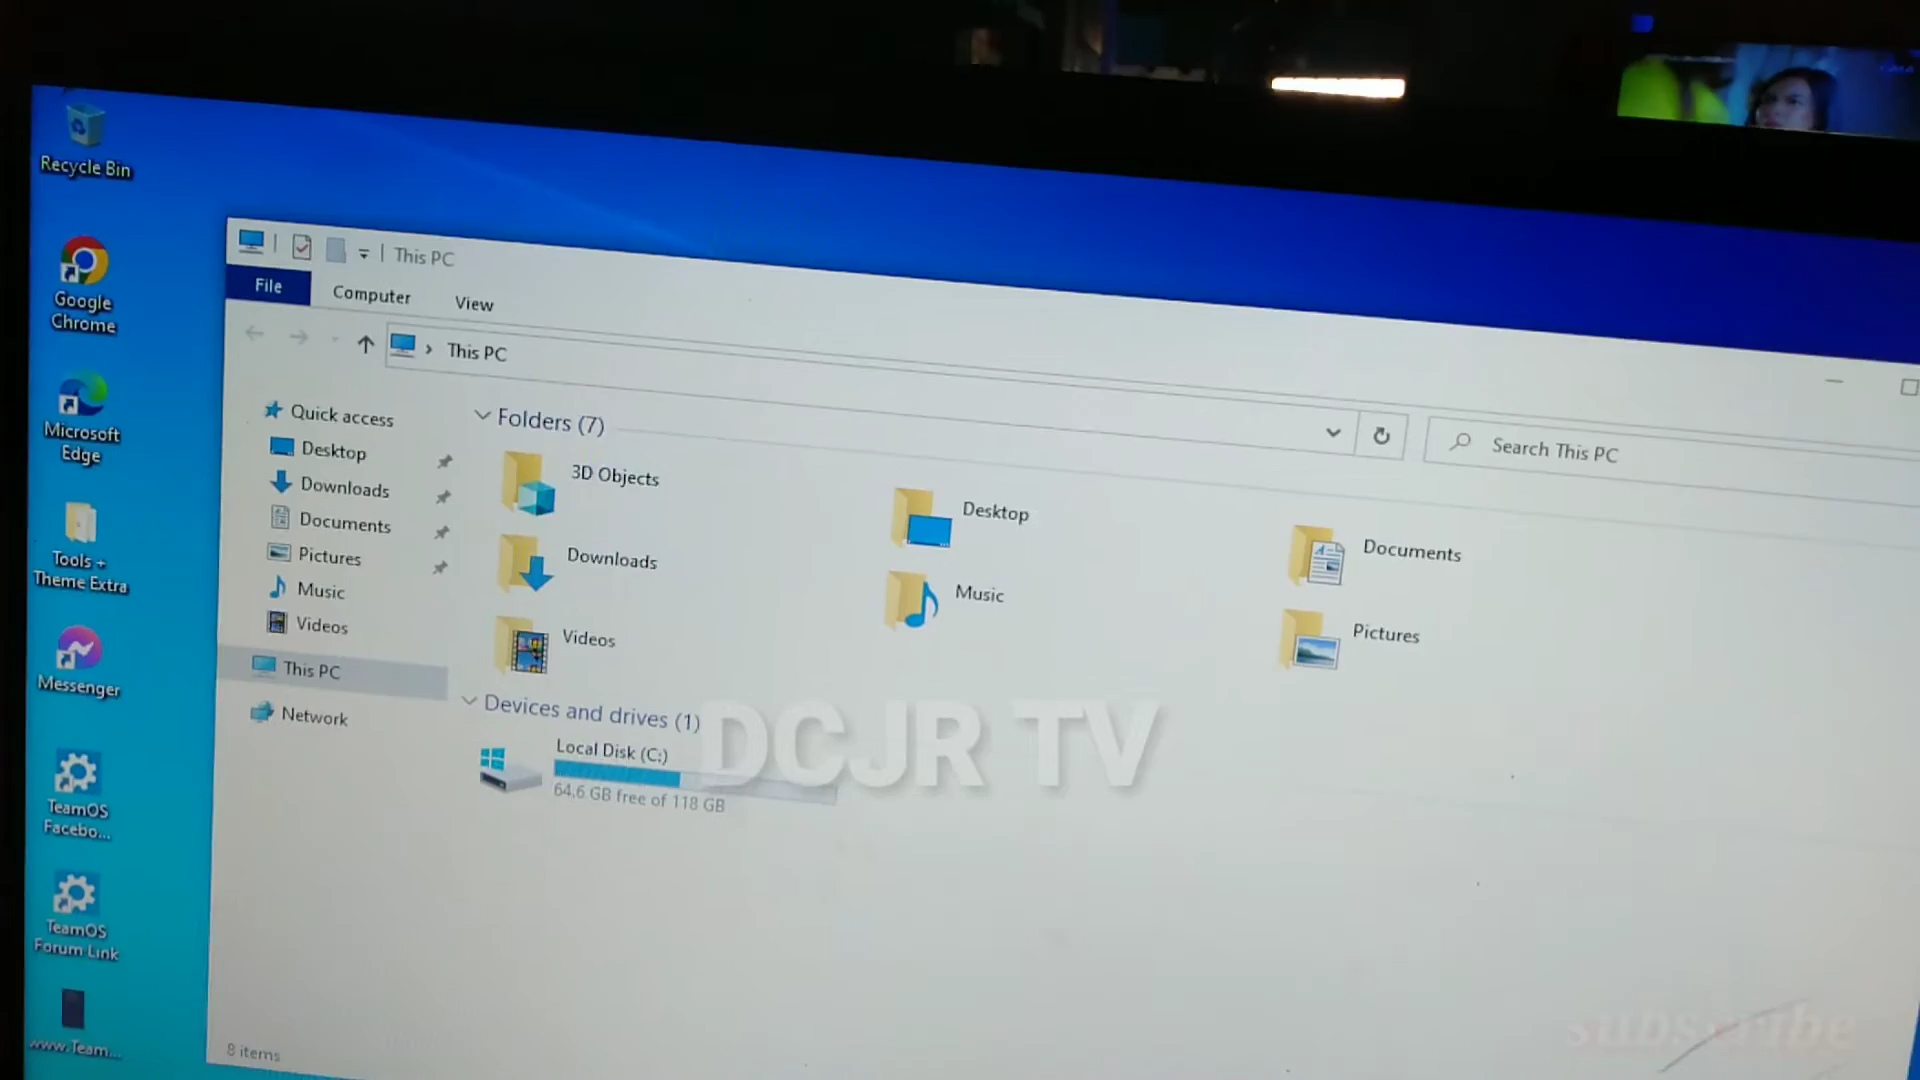 Recycle Bin
Google
Chrome
Microsoft
Edge
Tools +
Theme Extra
Messenger
TeamOS
Facebo...
TeamOS
Forum Link
www.Team...
This PC
File
Computer
View
This PC
Search This PC
Quick access
Desktop
Downloads
Documents
Pictures
Music
Videos
This PC
Network
Folders (7)
3D Objects
Desktop
Documents
Downloads
Music
Pictures
Videos
Devices and drives (1)
Local Disk (C:)
64.6 GB free of 118 GB
8 items
DCJR TV
subscribe